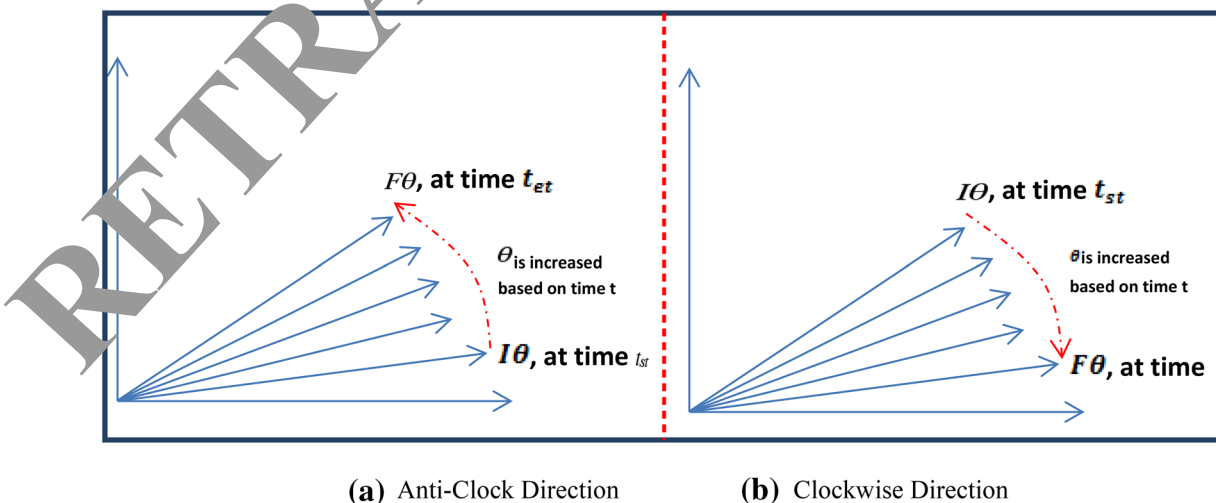 RETRA
Fθ, at time t_et
θ is increased
based on time t
Iθ, at time t_st
Iθ, at time t_st
θ is increased
based on time t
Fθ, at time
(a) Anti-Clock Direction
(b) Clockwise Direction